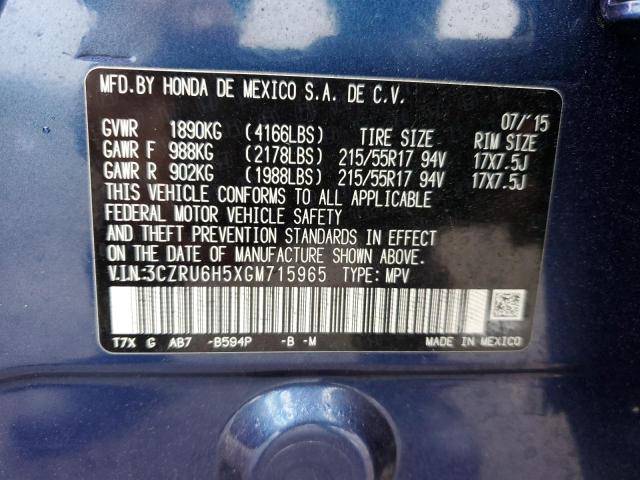 MFD.BY HONDA DE MEXICO S.A. DE C.V.
07/'15
GVWR 1890KG (4166LBS) TIRE SIZE RIM SIZE
GAWR F 988KG (2178LBS) 215/55R17 94V 17X7.5J
GAWR R 902KG (1988LBS) 215/55R17 94V 17X7.5J
THIS VEHICLE CONFORMS TO ALL APPLICABLE
FEDERAL MOTOR VEHICLE SAFETY
AND THEFT PREVENTION STANDARDS IN EFFECT
ON THE DATE OF MANUFACTURE SHOWN ABOVE.
V.I.N.:3CZRU6H5XGM715965 TYPE: MPV
T7X G AB7 -B594P -B -M MADE IN MEXICO